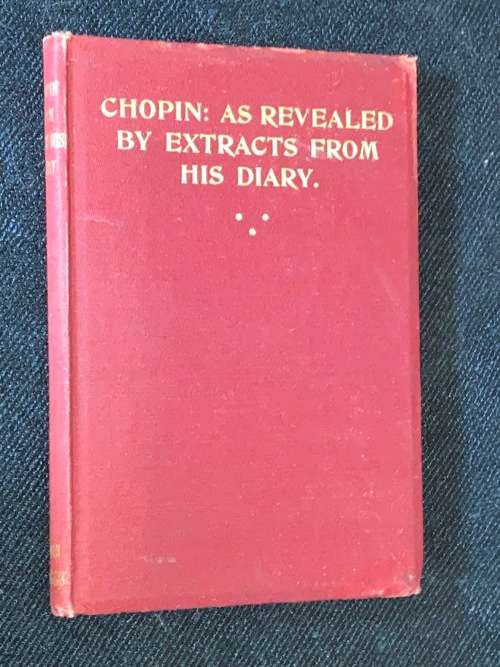 CHOPIN: AS REVEALED
BY EXTRACTS FROM
HIS DIARY.